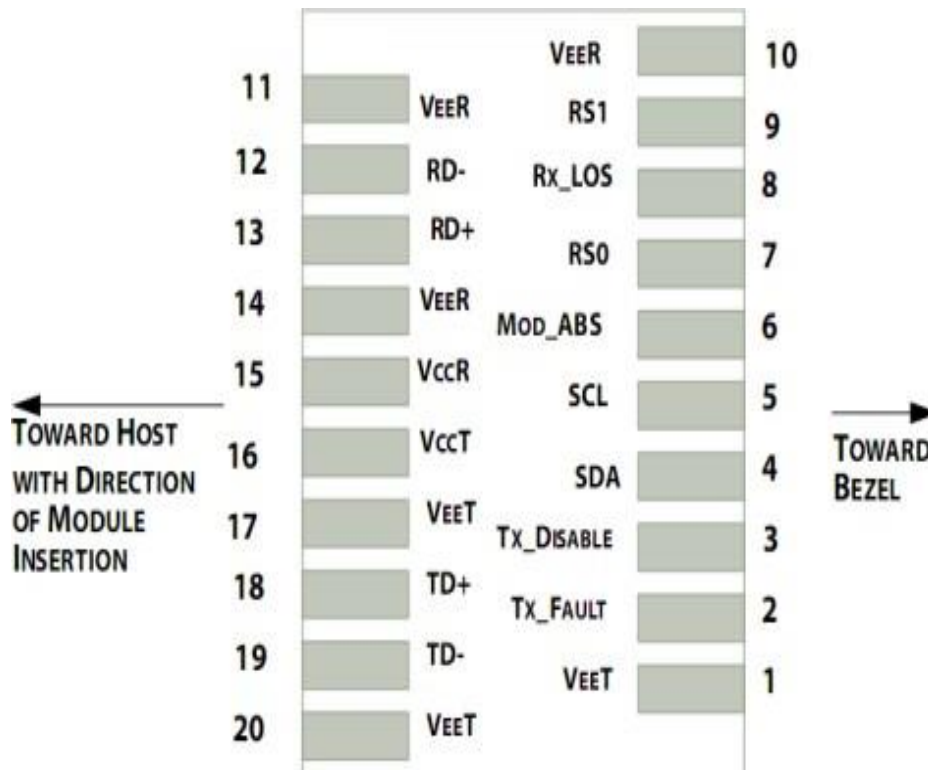 11 VEER
12 RD-
13 RD+
14 VEER
15 VCCR
16 VCCT
17 VEET
18 TD+
19 TD-
20 VEET
TOWARD HOST
WITH DIRECTION
OF MODULE
INSERTION
VEER 10
RS1 9
RX_LOS 8
RS0 7
MOD_ABS 6
SCL 5
SDA 4
TX_DISABLE 3
TX_FAULT 2
VEET 1
TOWARD
BEZEL